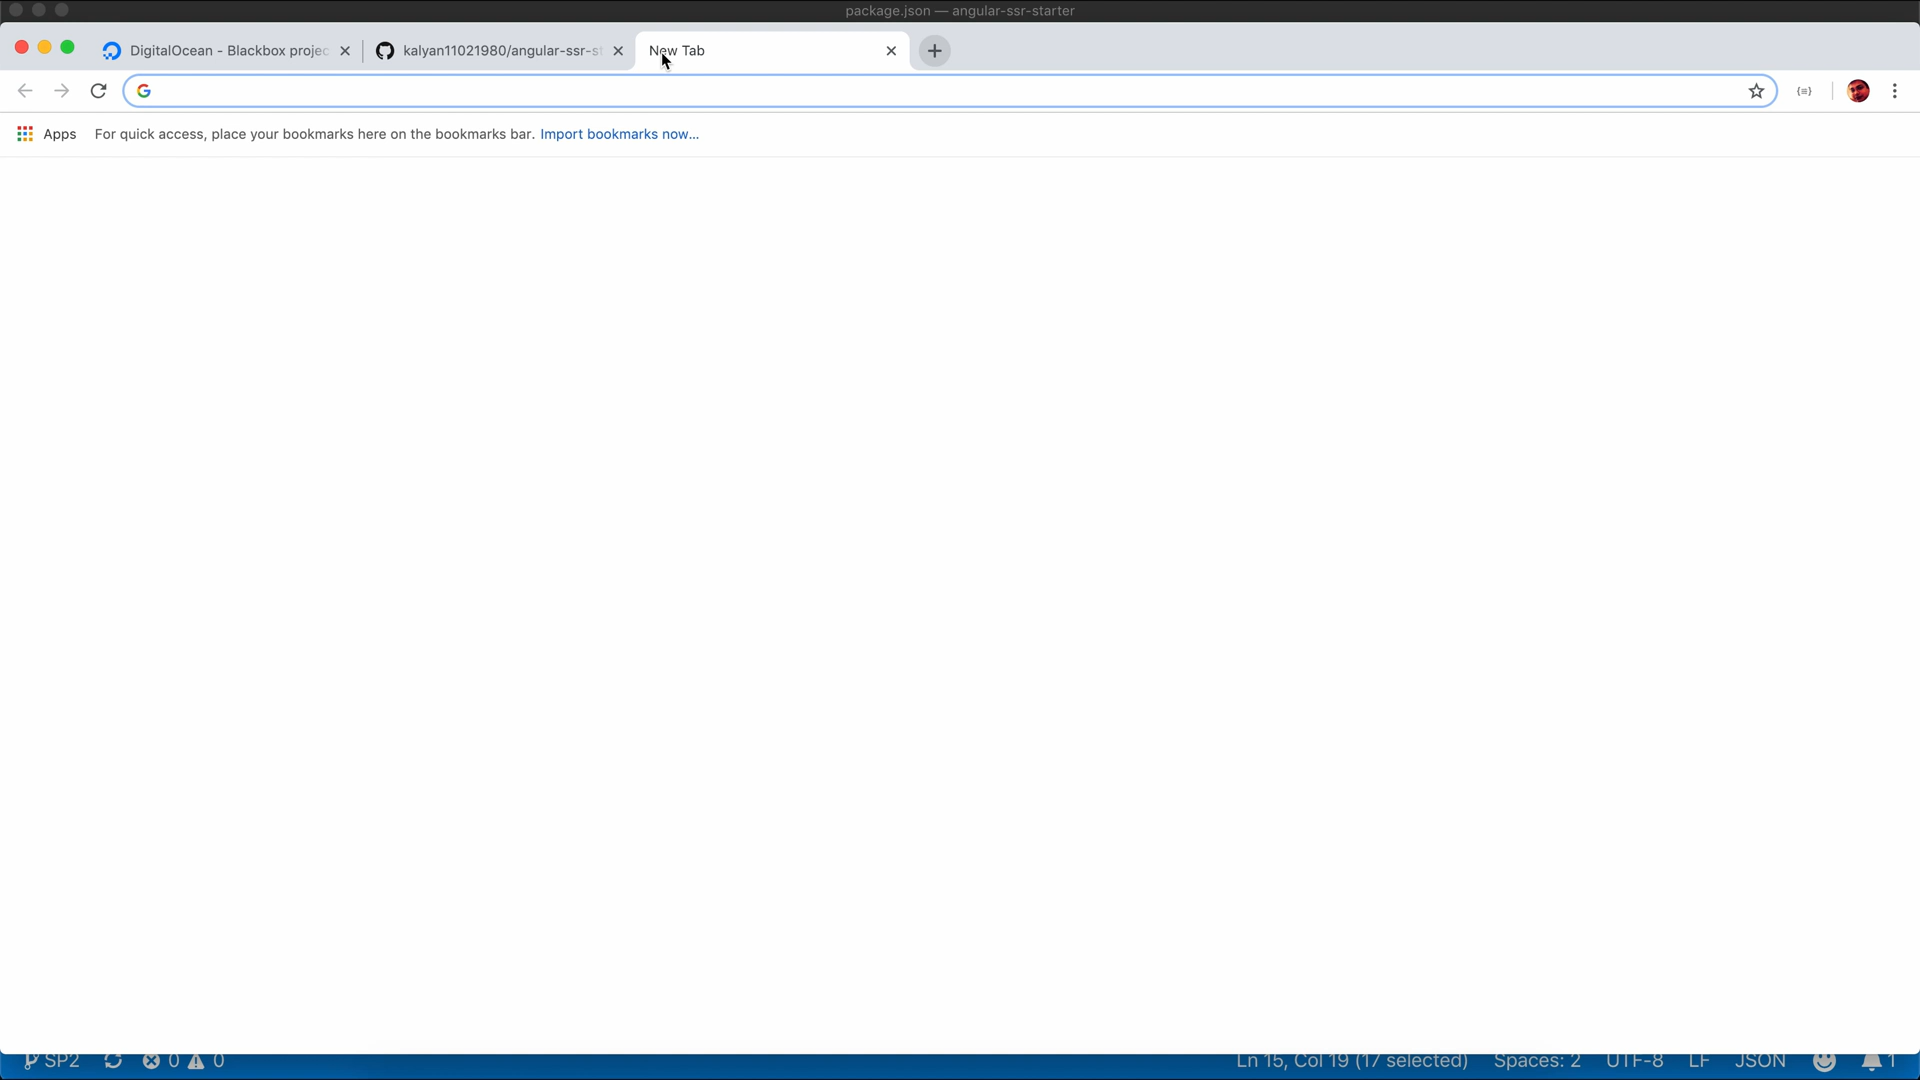 package.json — angular-ssr-starter
DigitalOcean - Blackbox projec
kalyan11021980/angular-ssr-st
New Tab
Apps For quick access, place your bookmarks here on the bookmarks bar. Import bookmarks now...
SP2 0 0 Ln 15, Col 19 (17 selected) Spaces: 2 UTF-8 LF JSON 1